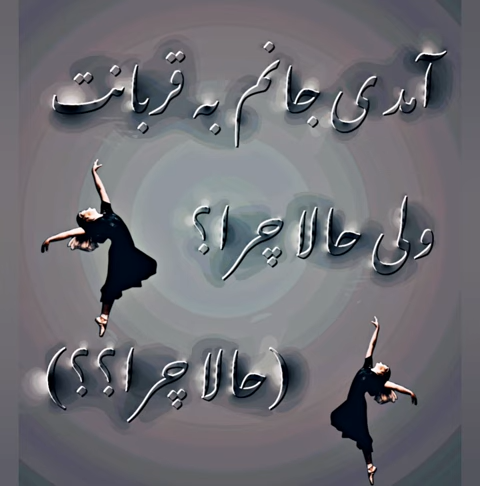 آمدی جانم به قربانت
ولی حالا چرا؟
(حالا چرا؟؟)